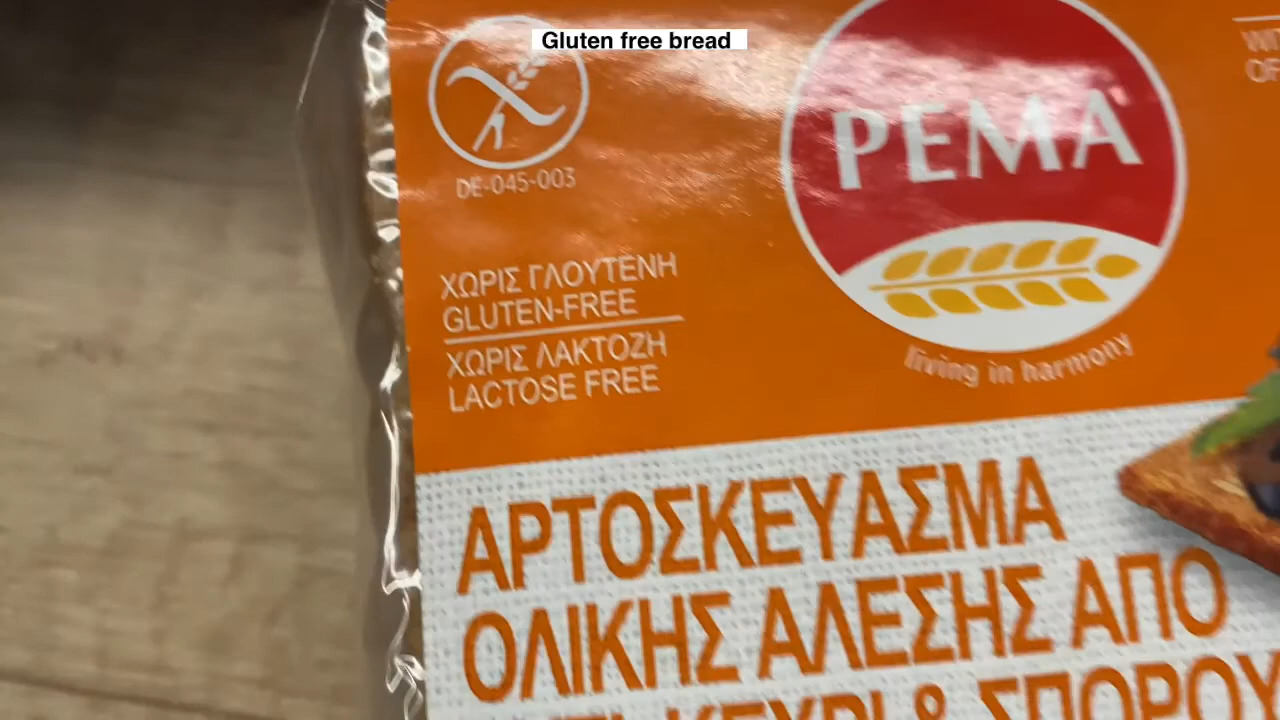 Gluten free bread
DE-045-003
PEMA
living in harmony
ΧΩΡΙΣ ΓΛΟΥΤΕΝΗ
GLUTEN-FREE
ΧΩΡΙΣ ΛΑΚΤΟΖΗ
LACTOSE FREE
ΑΡΤΟΣΚΕΥΑΣΜΑ
ΟΛΙΚΗΣ ΑΛΕΣΗΣ ΑΠΟ